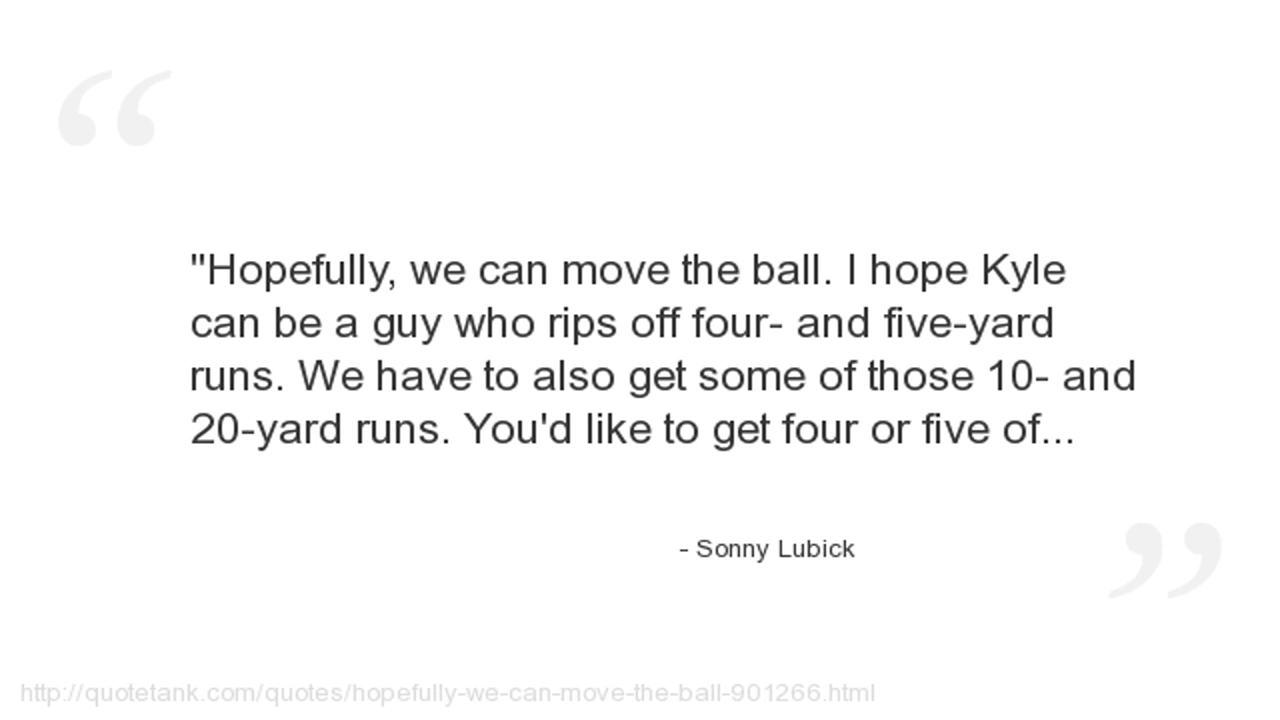 "Hopefully, we can move the ball. I hope Kyle
can be a guy who rips off four- and five-yard
runs. We have to also get some of those 10- and
20-yard runs. You'd like to get four or five of...
- Sonny Lubick
http://quotetank.com/quotes/hopefully-we-can-move-the-ball-901266.html